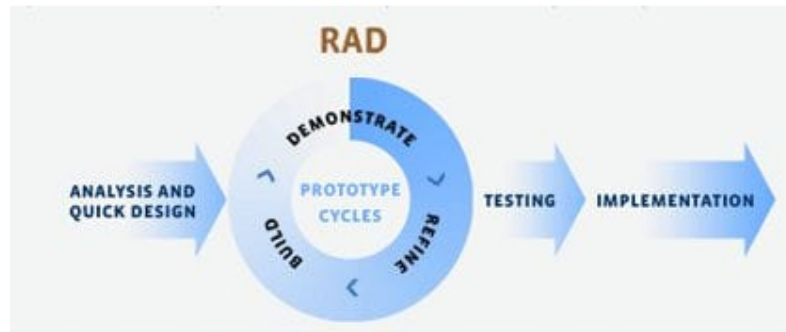 RAD
ANALYSIS AND
QUICK DESIGN
DEMONSTRATE
PROTOTYPE
CYCLES
BUILD
REFINE
TESTING
IMPLEMENTATION